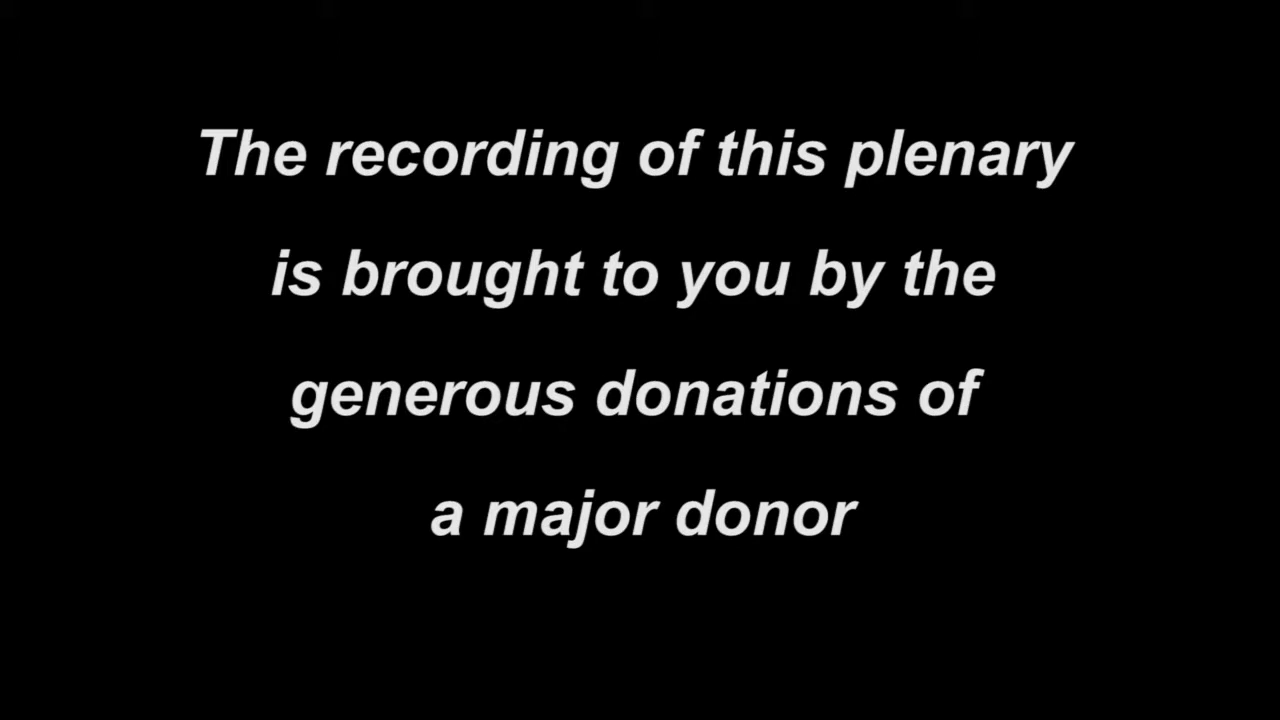 The recording of this plenary
is brought to you by the
generous donations of
a major donor